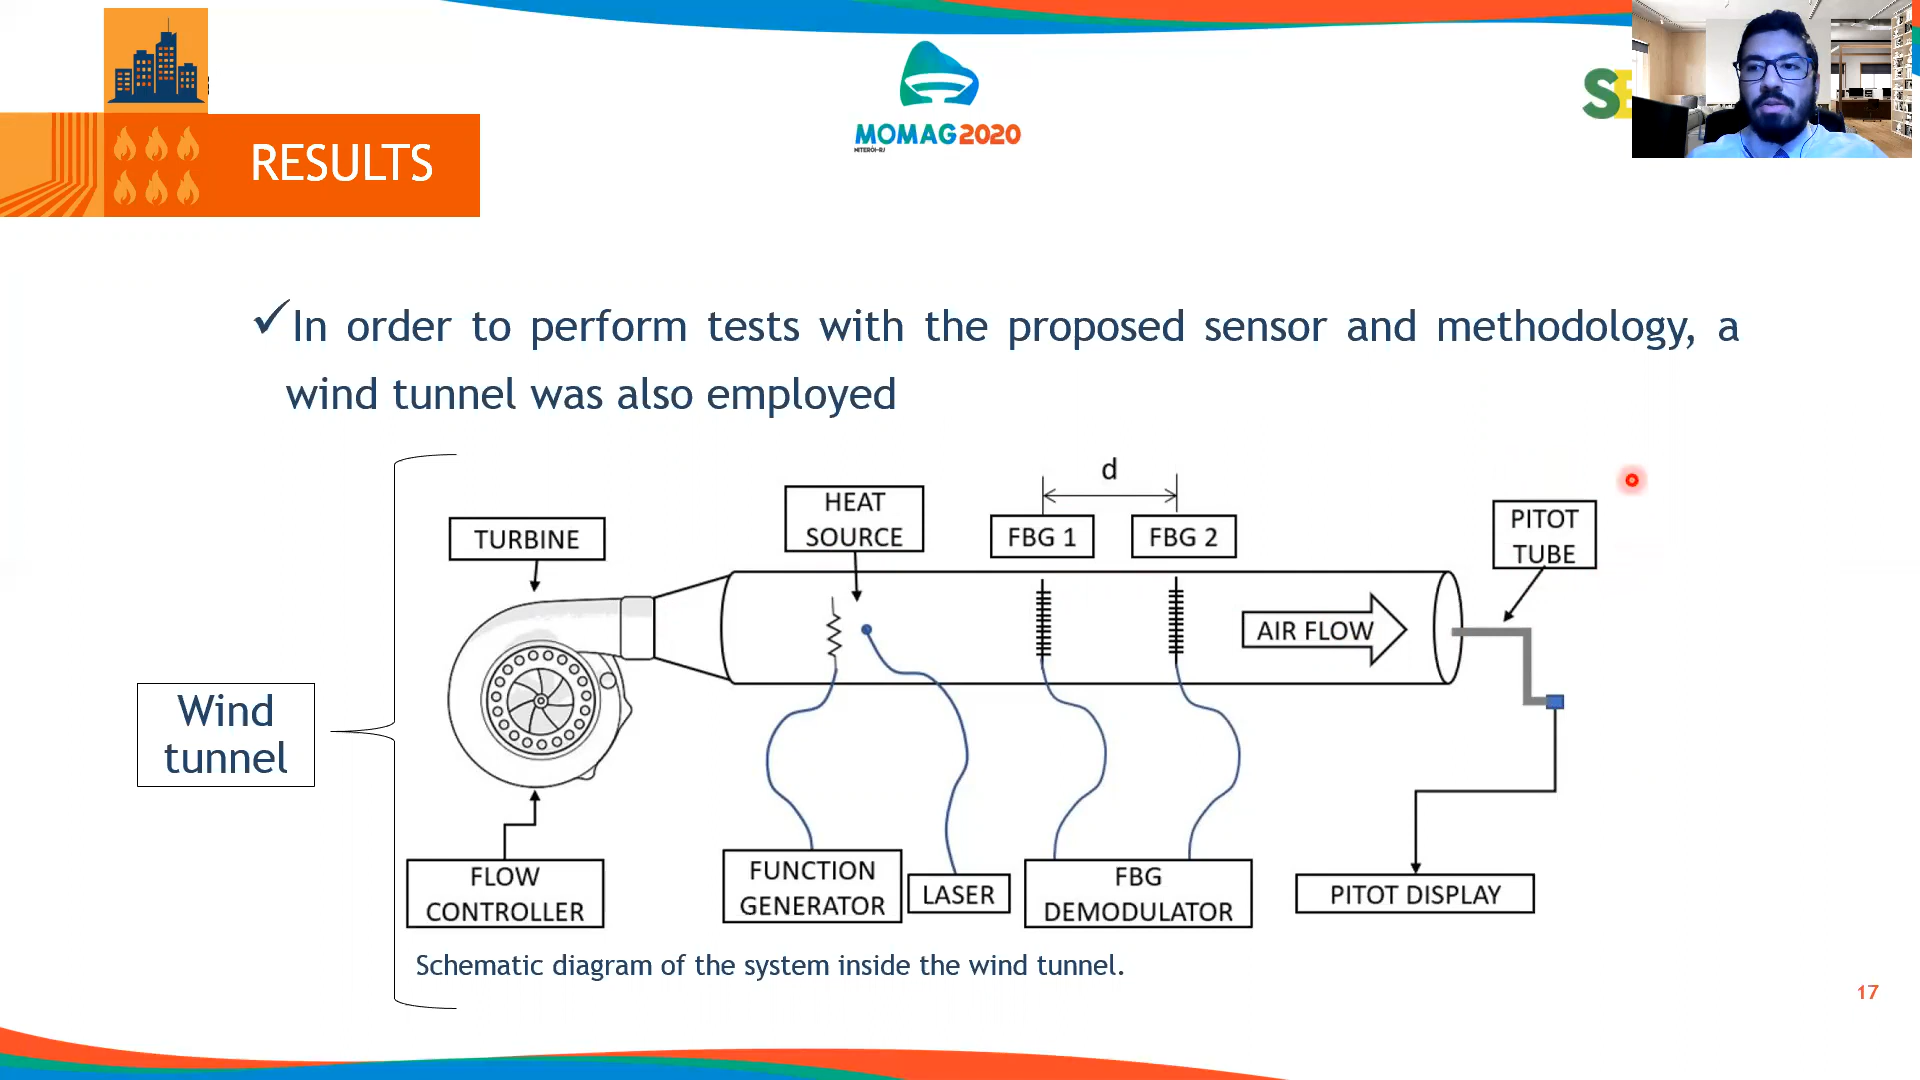 MOMAG2020
NITERÓI-RJ
SE
RESULTS
✓In order to perform tests with the proposed sensor and methodology, a
wind tunnel was also employed
d
HEAT
SOURCE
TURBINE
FBG 1
FBG 2
PITOT
TUBE
AIR FLOW
Wind
tunnel
FLOW
CONTROLLER
FUNCTION
GENERATOR
LASER
FBG
DEMODULATOR
PITOT DISPLAY
Schematic diagram of the system inside the wind tunnel.
17